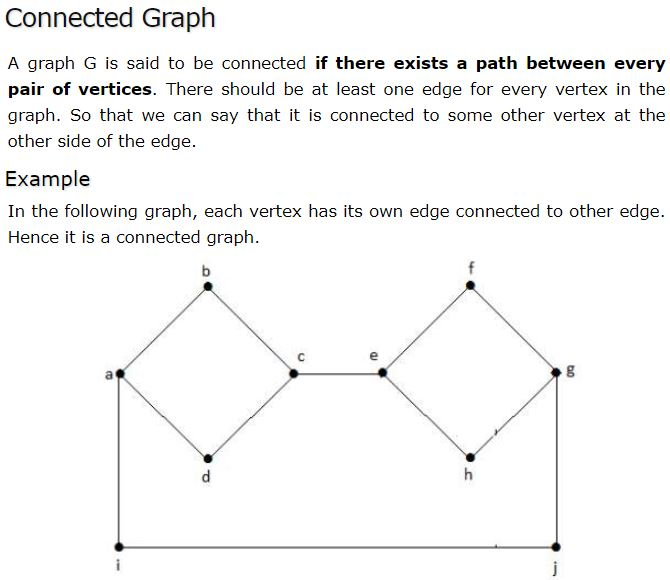 Connected Graph
A graph G is said to be connected if there exists a path between every
pair of vertices. There should be at least one edge for every vertex in the
graph. So that we can say that it is connected to some other vertex at the
other side of the edge.
Example
In the following graph, each vertex has its own edge connected to other edge.
Hence it is a connected graph.
b
f
c
e
a
g
d
h
i
j